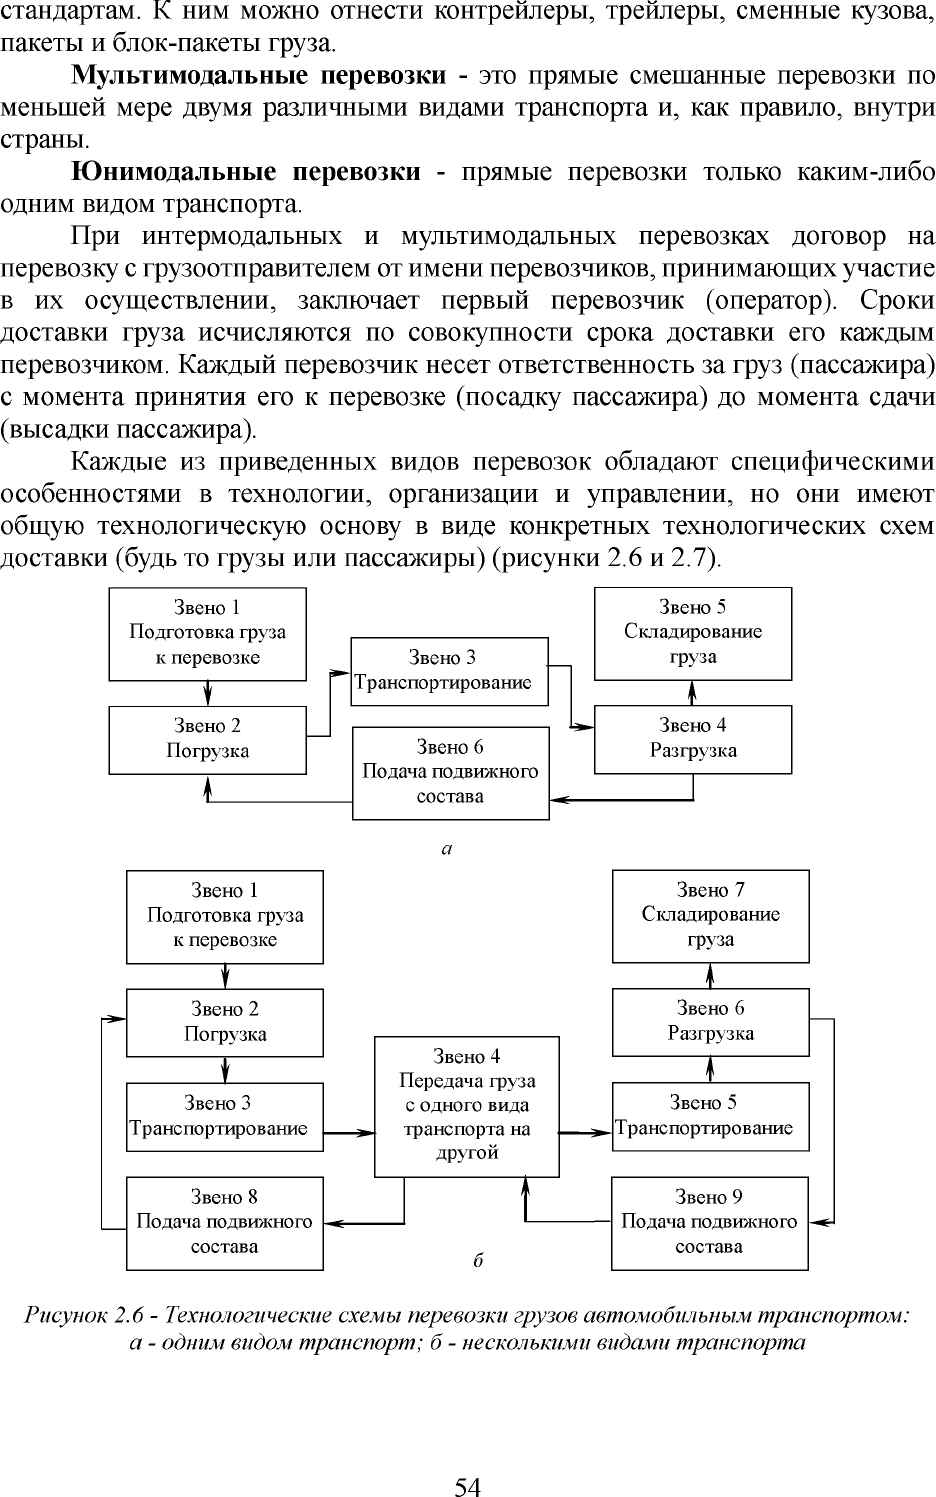 стандартам. К ним можно отнести контрейлеры, трейлеры, сменные кузова,
пакеты и блок-пакеты груза.
Мультимодальные перевозки - это прямые смешанные перевозки по
меньшей мере двумя различными видами транспорта и, как правило, внутри
страны.
Юнимодальные перевозки - прямые перевозки только каким-либо
одним видом транспорта.
При интермодальных и мультимодальных перевозках договор на
перевозку с грузоотправителем от имени перевозчиков, принимающих участие
в их осуществлении, заключает первый перевозчик (оператор). Сроки
доставки груза исчисляются по совокупности срока доставки его каждым
перевозчиком. Каждый перевозчик несет ответственность за груз (пассажира)
с момента принятия его к перевозке (посадку пассажира) до момента сдачи
(высадки пассажира).
Каждые из приведенных видов перевозок обладают специфическими
особенностями в технологии, организации и управлении, но они имеют
общую технологическую основу в виде конкретных технологических схем
доставки (будь то грузы или пассажиры) (рисунки 2.6 и 2.7).
Звено 1
Подготовка груза
к перевозке
Звено 2
Погрузка
Звено 3
Транспортирование
Звено 6
Подача подвижного
состава
Звено 5
Складирование
груза
Звено 4
Разгрузка
а
Звено 1
Подготовка груза
к перевозке
Звено 2
Погрузка
Звено 3
Транспортирование
Звено 8
Подача подвижного
состава
Звено 4
Передача груза
с одного вида
транспорта на
другой
Звено 7
Складирование
груза
Звено 6
Разгрузка
Звено 5
Транспортирование
Звено 9
Подача подвижного
состава
б
Рисунок 2.6 - Технологические схемы перевозки грузов автомобильным транспортом:
а - одним видом транспорт; б - несколькими видами транспорта
54